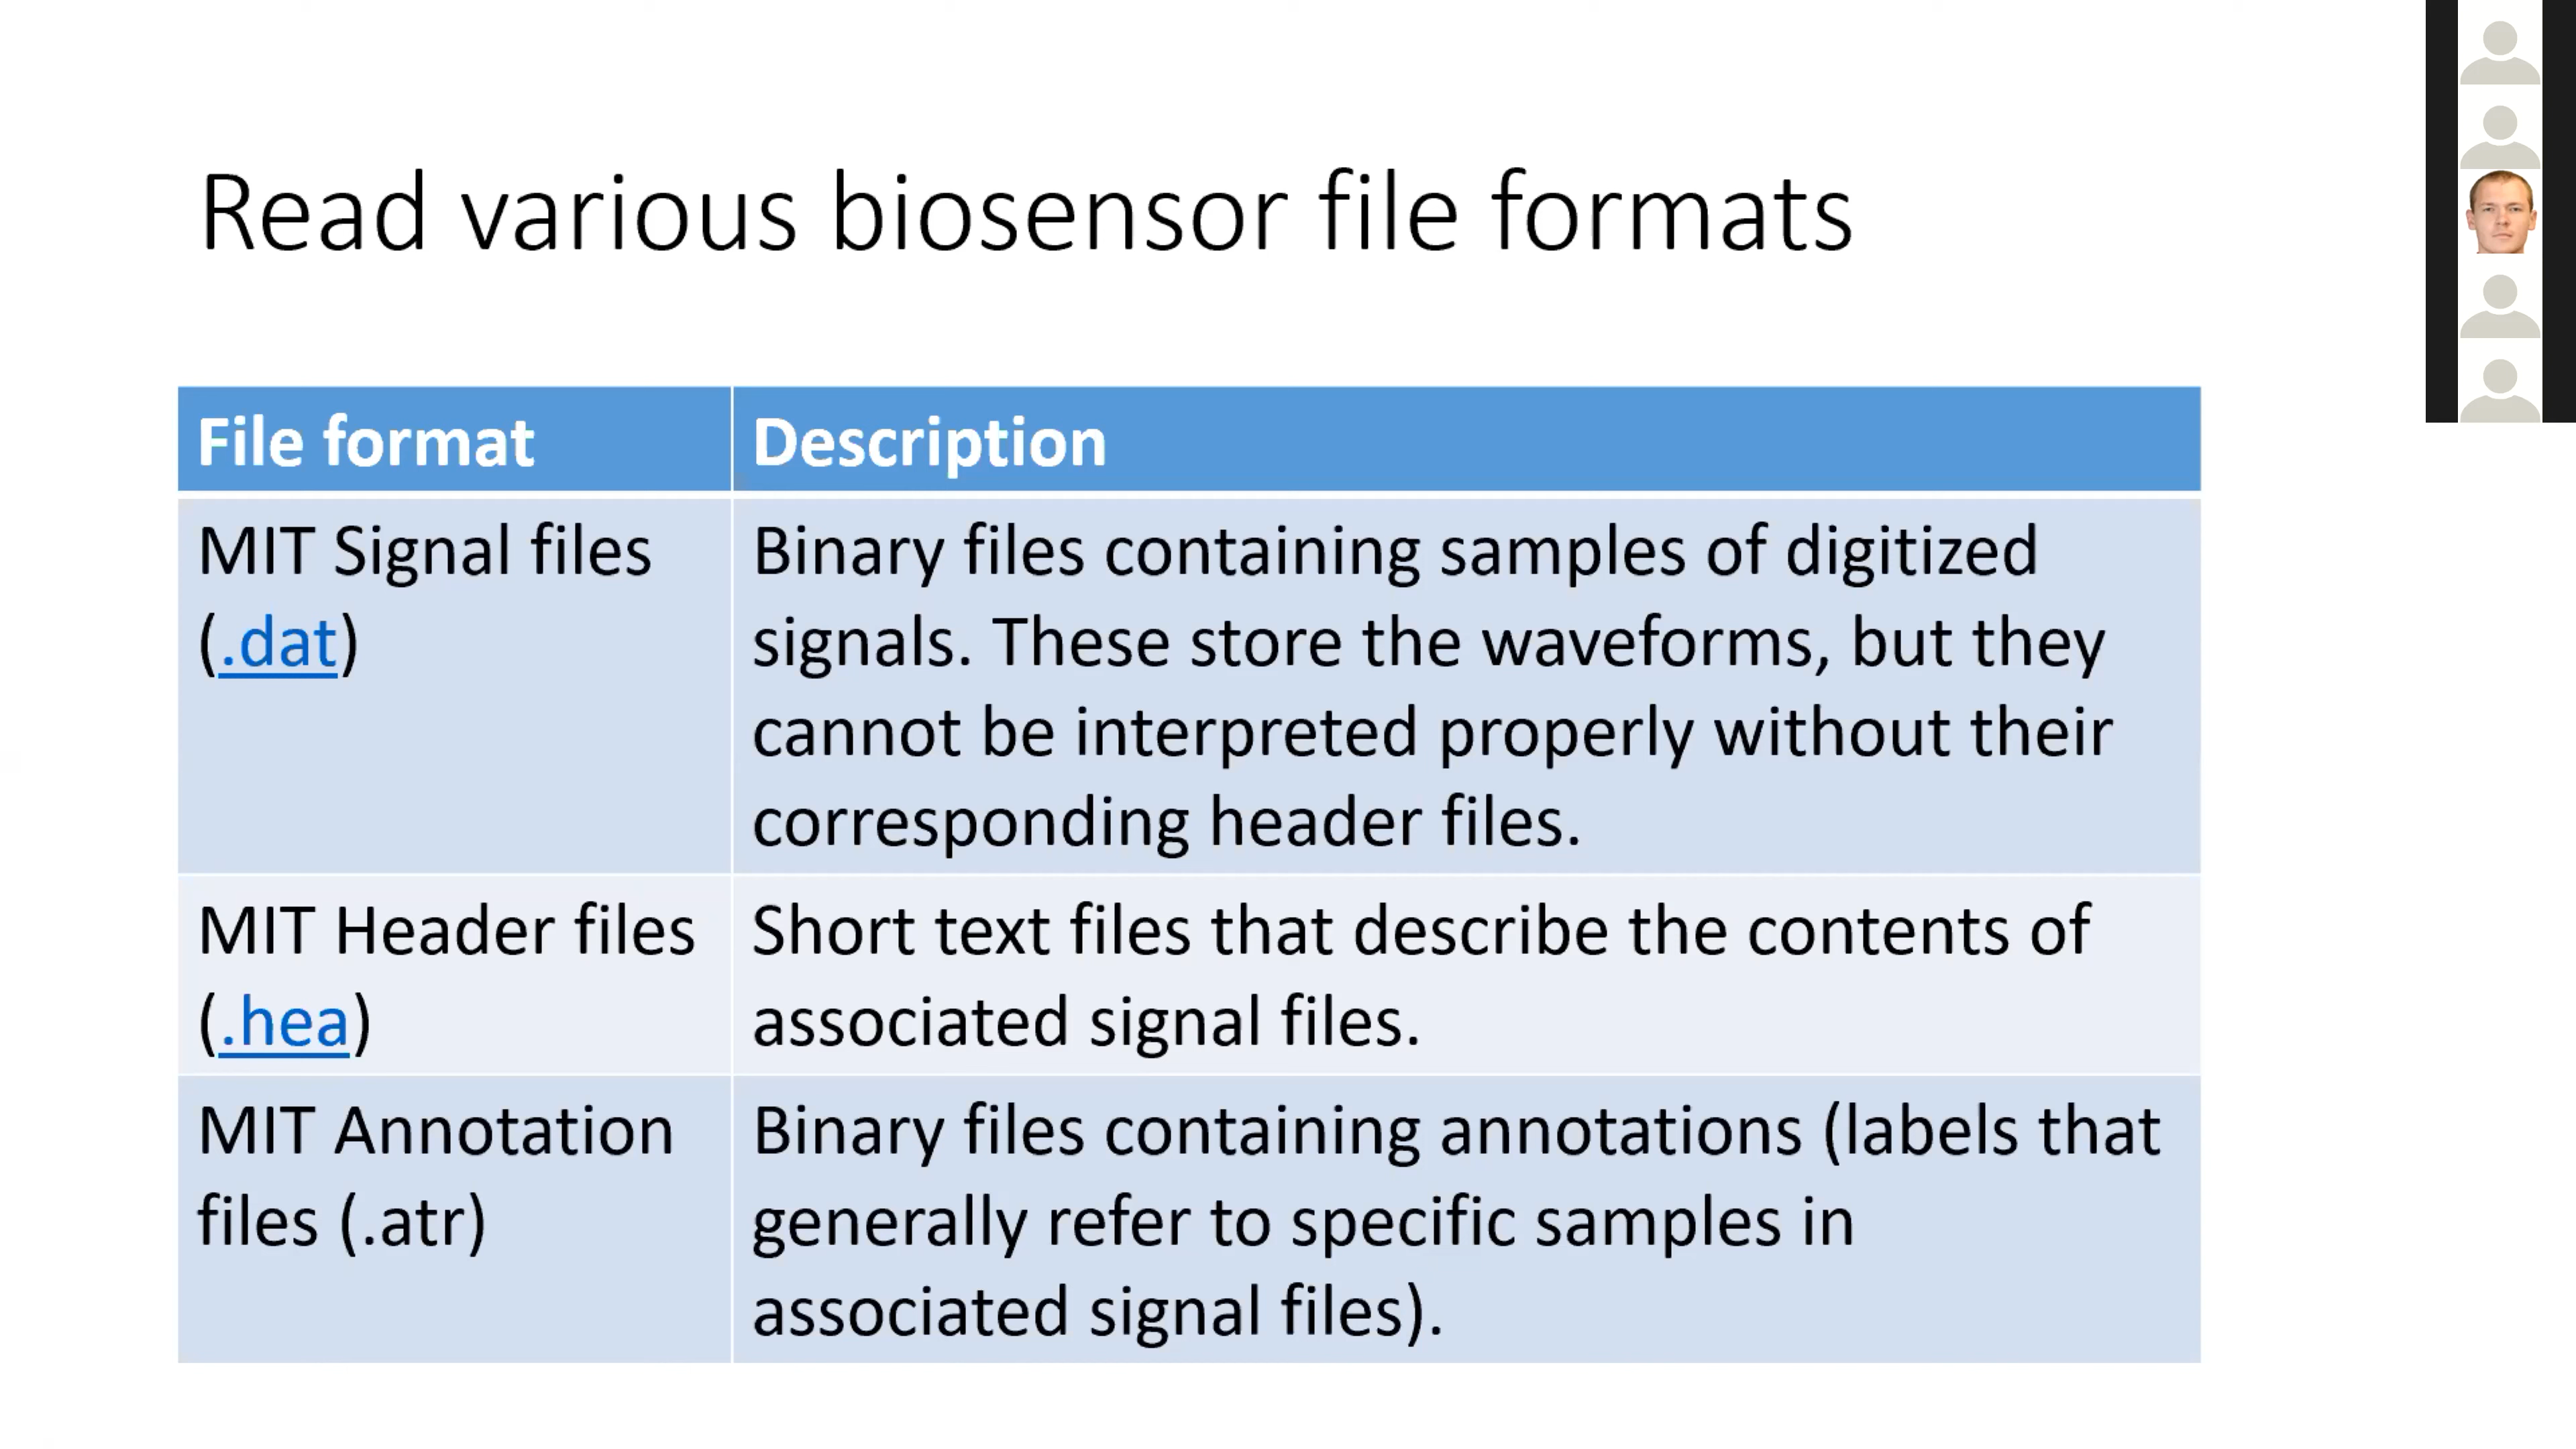 Read various biosensor file formats
File format
Description
MIT Signal files
(.dat)
Binary files containing samples of digitized
signals. These store the waveforms, but they
cannot be interpreted properly without their
corresponding header files.
MIT Header files
(.hea)
Short text files that describe the contents of
associated signal files.
MIT Annotation
files (.atr)
Binary files containing annotations (labels that
generally refer to specific samples in
associated signal files).